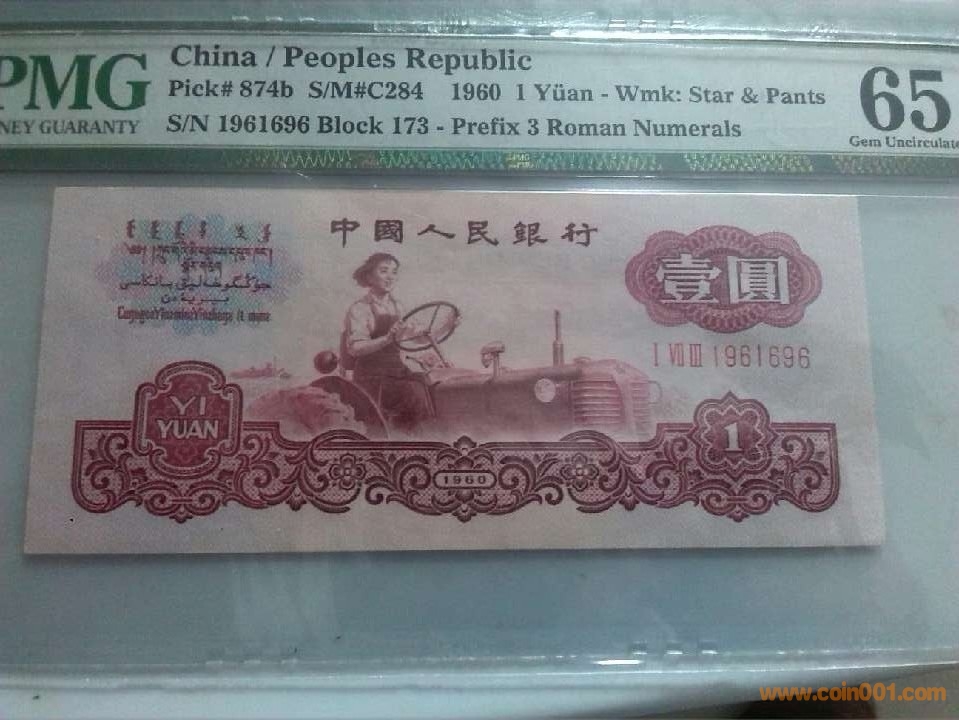 PMG
China / Peoples Republic
Pick# 874b S/M#C284 1960 1 Yüan - Wmk: Star & Pants
NEY GUARANTY
S/N 1961696 Block 173 - Prefix 3 Roman Numerals
65
Gem Uncirculate
中國人民銀行
壹圓
I VII III 1961696
YI
YUAN
1960
1
www.coin001.com